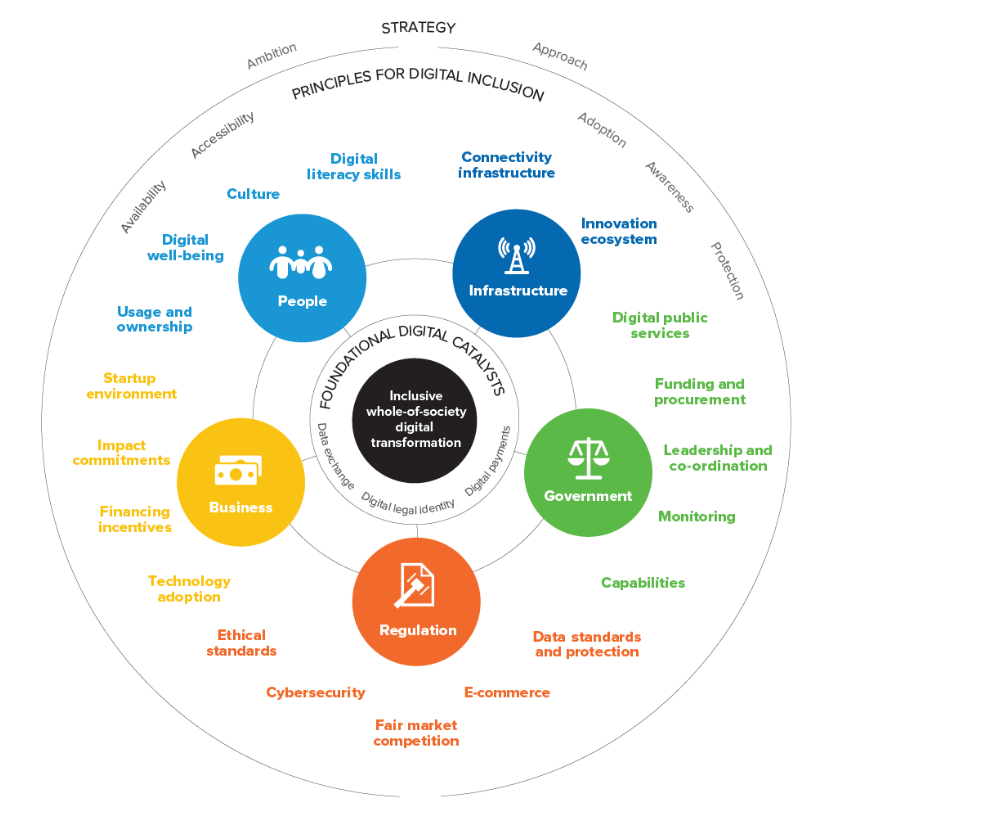 STRATEGY
Ambition
Approach
PRINCIPLES FOR DIGITAL INCLUSION
Availability
Accessibility
Adoption
Awareness
Protection
Digital
literacy skills
Culture
Digital
well-being
Usage and
ownership
People
Connectivity
infrastructure
Innovation
ecosystem
Infrastructure
Digital public
services
Funding and
procurement
Leadership and
co-ordination
Monitoring
Capabilities
Government
Data standards
and protection
E-commerce
Fair market
competition
Cybersecurity
Ethical
standards
Regulation
Startup
environment
Impact
commitments
Financing
incentives
Technology
adoption
Business
FOUNDATIONAL DIGITAL CATALYSTS
Data exchange
Digital legal identity
Digital payments
Inclusive
whole-of-society
digital
transformation